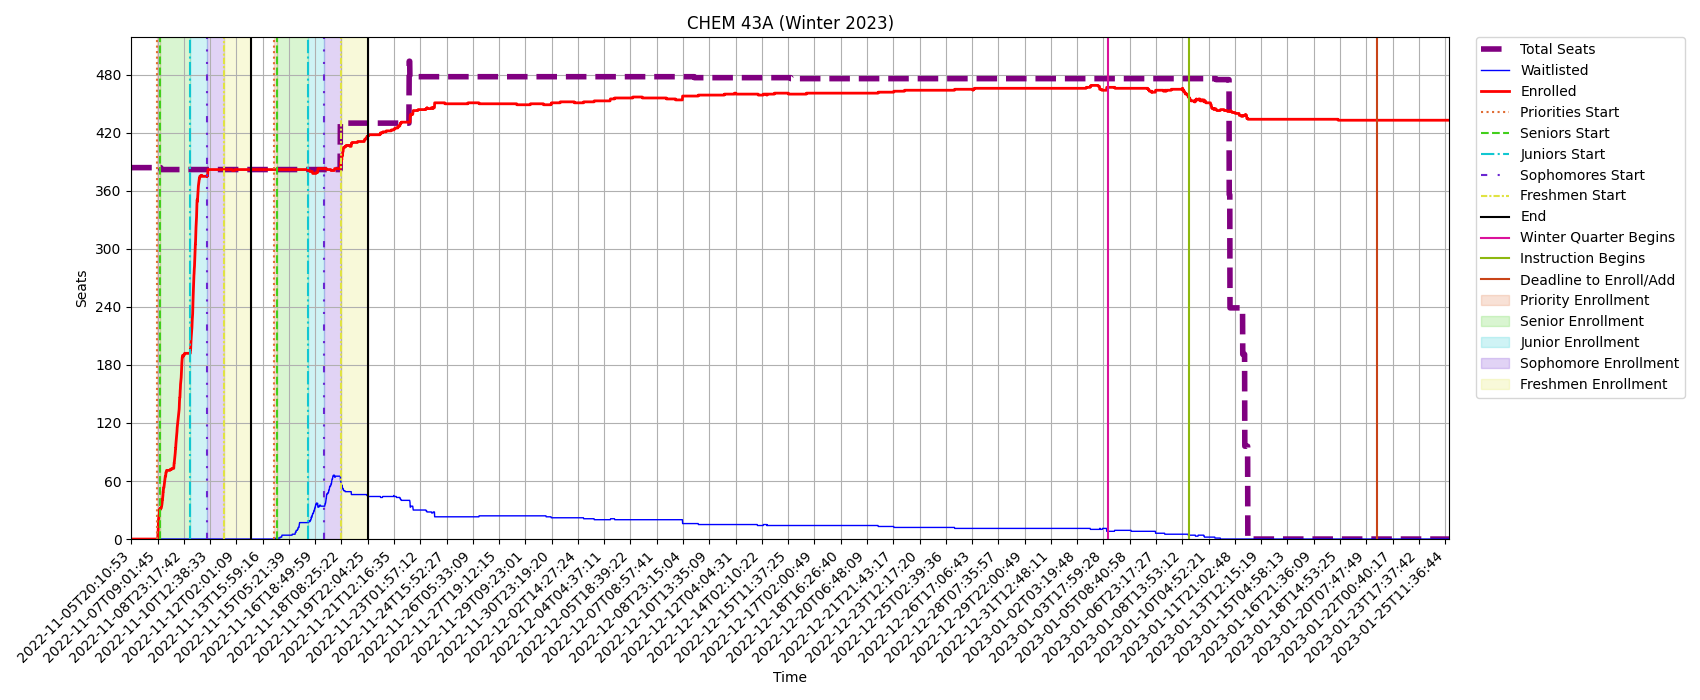 CHEM 43A (Winter 2023)
Seats
480
420
360
300
240
180
120
60
0
2022-11-05T20:10:53
2022-11-07T09:01:45
2022-11-08T23:17:42
2022-11-10T12:38:33
2022-11-12T02:01:09
2022-11-13T15:59:16
2022-11-15T05:21:39
2022-11-16T18:49:59
2022-11-18T08:25:22
2022-11-19T22:04:25
2022-11-21T12:16:35
2022-11-23T01:57:12
2022-11-24T15:52:27
2022-11-26T05:33:09
2022-11-27T19:12:15
2022-11-29T09:23:01
2022-11-30T23:19:20
2022-12-02T14:27:24
2022-12-04T04:37:11
2022-12-05T18:39:22
2022-12-07T08:57:41
2022-12-08T23:15:04
2022-12-10T13:35:09
2022-12-12T04:04:31
2022-12-14T02:10:22
2022-12-15T11:37:25
2022-12-17T02:00:49
2022-12-18T16:26:40
2022-12-20T06:48:09
2022-12-21T21:43:17
2022-12-23T12:17:20
2022-12-25T02:39:36
2022-12-26T17:06:43
2022-12-28T07:35:57
2022-12-29T22:00:49
2022-12-31T12:48:11
2023-01-02T03:19:48
2023-01-03T17:59:28
2023-01-05T08:40:58
2023-01-06T23:17:27
2023-01-08T13:53:12
2023-01-10T04:52:21
2023-01-11T21:02:48
2023-01-13T12:15:19
2023-01-15T04:58:13
2023-01-16T21:36:09
2023-01-18T14:53:25
2023-01-20T07:47:49
2023-01-22T00:40:17
2023-01-23T17:37:42
2023-01-25T11:36:44
Time
Total Seats
Waitlisted
Enrolled
Priorities Start
Seniors Start
Juniors Start
Sophomores Start
Freshmen Start
End
Winter Quarter Begins
Instruction Begins
Deadline to Enroll/Add
Priority Enrollment
Senior Enrollment
Junior Enrollment
Sophomore Enrollment
Freshmen Enrollment